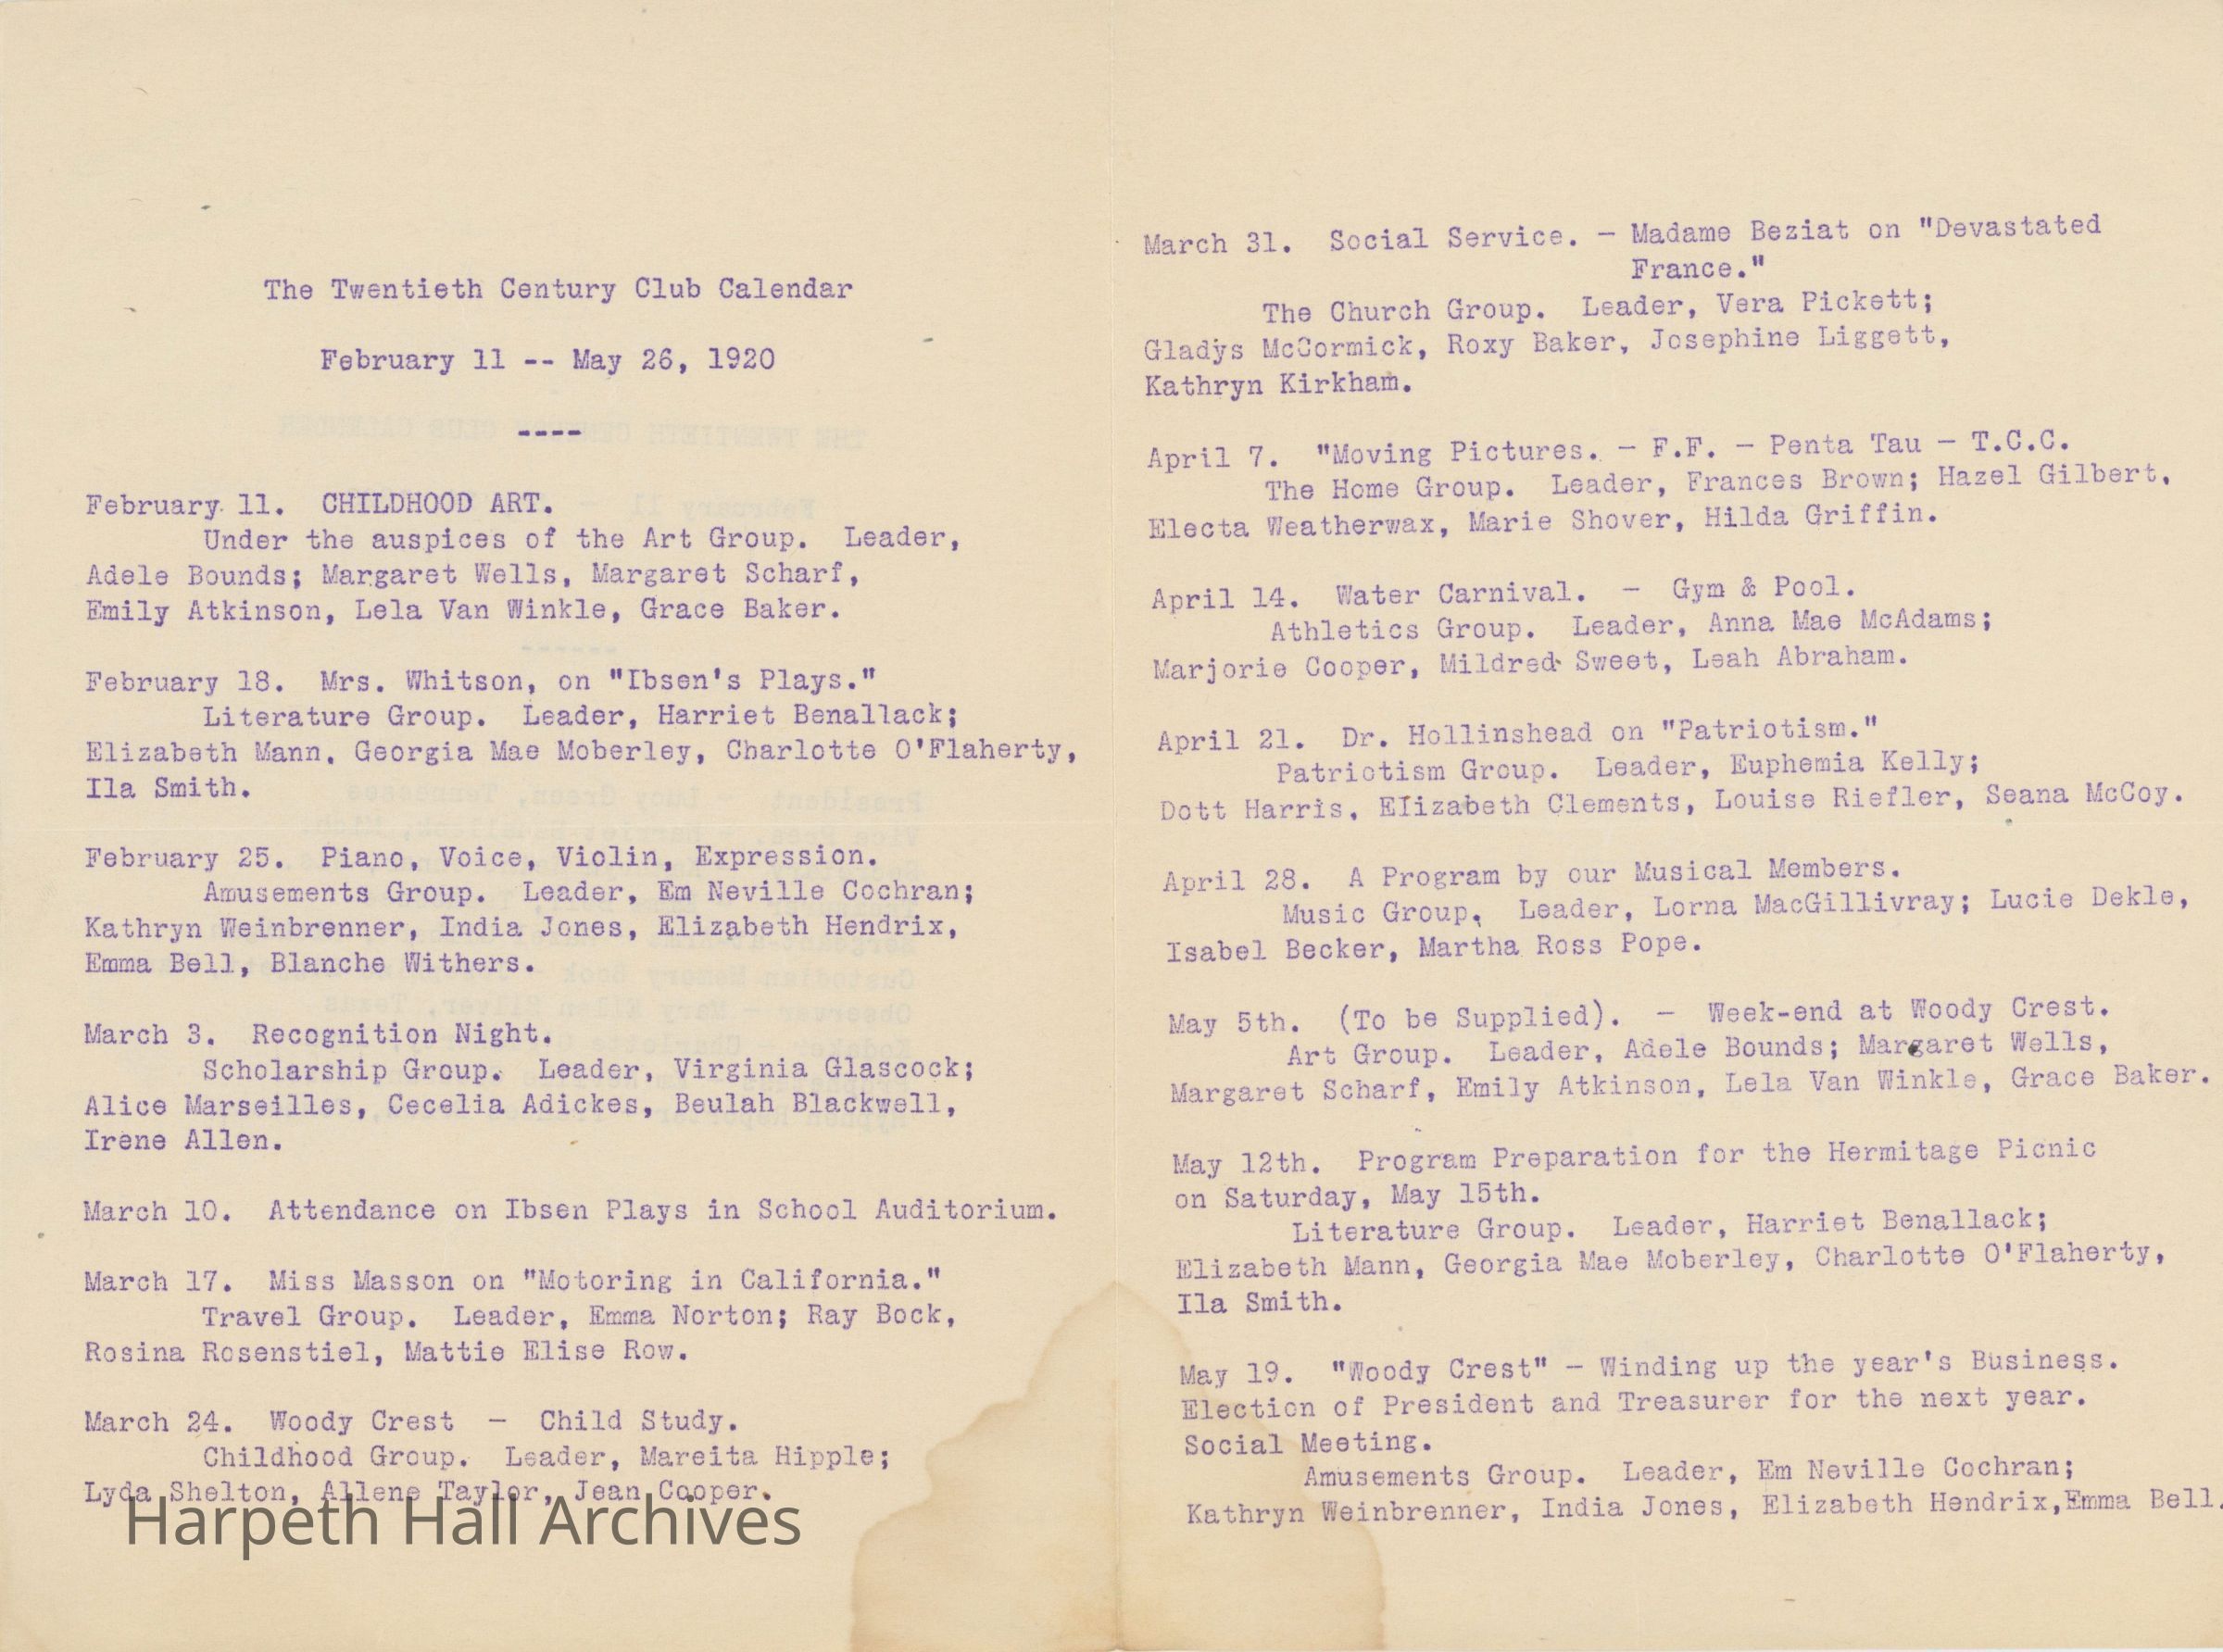 The Twentieth Century Club Calendar
February 11 -- May 26, 1920
----
February 11. CHILDHOOD ART.
Under the auspices of the Art Group. Leader,
Adele Bounds; Margaret Wells, Margaret Scharf,
Emily Atkinson, Lela Van Winkle, Grace Baker.
February 18. Mrs. Whitson, on "Ibsen's Plays."
Literature Group. Leader, Harriet Benallack;
Elizabeth Mann. Georgia Mae Moberley, Charlotte O'Flaherty,
Ila Smith.
February 25. Piano, Voice, Violin, Expression.
Amusements Group. Leader, Em Neville Cochran;
Kathryn Weinbrenner, India Jones, Elizabeth Hendrix,
Emma Bell, Blanche Withers.
March 3. Recognition Night.
Scholarship Group. Leader, Virginia Glascock;
Alice Marseilles, Cecelia Adickes, Beulah Blackwell,
Irene Allen.
March 10. Attendance on Ibsen Plays in School Auditorium.
March 17. Miss Masson on "Motoring in California."
Travel Group. Leader, Emma Norton; Ray Bock,
Rosina Rosenstiel, Mattie Elise Row.
March 24. Woody Crest - Child Study.
Childhood Group. Leader, Mareita Hipple;
Lyda Shelton, Allene Taylor, Jean Cooper.
Harpeth Hall Archives
March 31. Social Service. - Madame Beziat on "Devastated
France."
The Church Group. Leader, Vera Pickett;
Gladys McCormick, Roxy Baker, Josephine Liggett,
Kathryn Kirkham.
April 7. "Moving Pictures. - F.F. - Penta Tau - T.C.C.
The Home Group. Leader, Frances Brown; Hazel Gilbert,
Electa Weatherwax, Marie Shover, Hilda Griffin.
April 14. Water Carnival. - Gym & Pool.
Athletics Group. Leader, Anna Mae McAdams;
Marjorie Cooper, Mildred Sweet, Leah Abraham.
April 21. Dr. Hollinshead on "Patriotism."
Patriotism Group. Leader, Euphemia Kelly;
Dott Harris, Elizabeth Clements, Louise Riefler, Seana McCoy.
April 28. A Program by our Musical Members.
Music Group. Leader, Lorna MacGillivray; Lucie Dekle,
Isabel Becker, Martha Ross Pope.
May 5th. (To be Supplied). - Week-end at Woody Crest.
Art Group. Leader, Adele Bounds; Margaret Wells,
Margaret Scharf, Emily Atkinson, Lela Van Winkle, Grace Baker.
May 12th. Program Preparation for the Hermitage Picnic
on Saturday, May 15th.
Literature Group. Leader, Harriet Benallack;
Elizabeth Mann, Georgia Mae Moberley, Charlotte O'Flaherty,
Ila Smith.
May 19. "Woody Crest" - Winding up the year's Business.
Election of President and Treasurer for the next year.
Social Meeting.
Amusements Group. Leader, Em Neville Cochran;
Kathryn Weinbrenner, India Jones, Elizabeth Hendrix,Emma Bell.